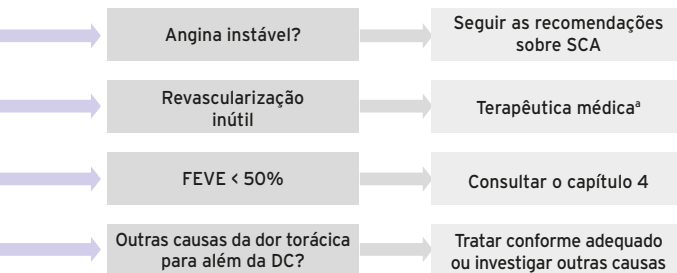 Angina instável?
Seguir as recomendações
sobre SCA
Revascularização
inútil
Terapêutica médicaª
FEVE < 50%
Consultar o capítulo 4
Outras causas da dor torácica
para além da DC?
Tratar conforme adequado
ou investigar outras causas